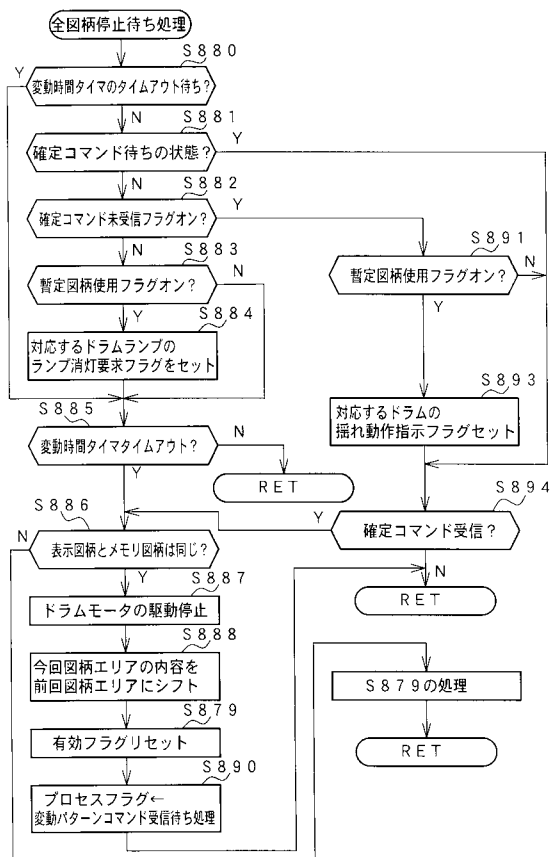 全図柄停止待ち処理
S880
Y
変動時間タイマのタイムアウト待ち?
N
S881
確定コマンド待ちの状態?
Y
N
S882
確定コマンド未受信フラグオン?
Y
N
S883
暫定図柄使用フラグオン?
N
Y
S884
対応するドラムランプの
ランプ消灯要求フラグをセット
S891
暫定図柄使用フラグオン?
N
Y
S893
対応するドラムの
揺れ動作指示フラグセット
S885
変動時間タイマタイムアウト?
N
Y
RET
S894
確定コマンド受信?
Y
N
RET
S886
N
表示図柄とメモリ図柄は同じ?
Y
S887
ドラムモータの駆動停止
S888
今回図柄エリアの内容を
前回図柄エリアにシフト
S879
有効フラグリセット
S890
プロセスフラグ←
変動パターンコマンド受信待ち処理
S879の処理
RET